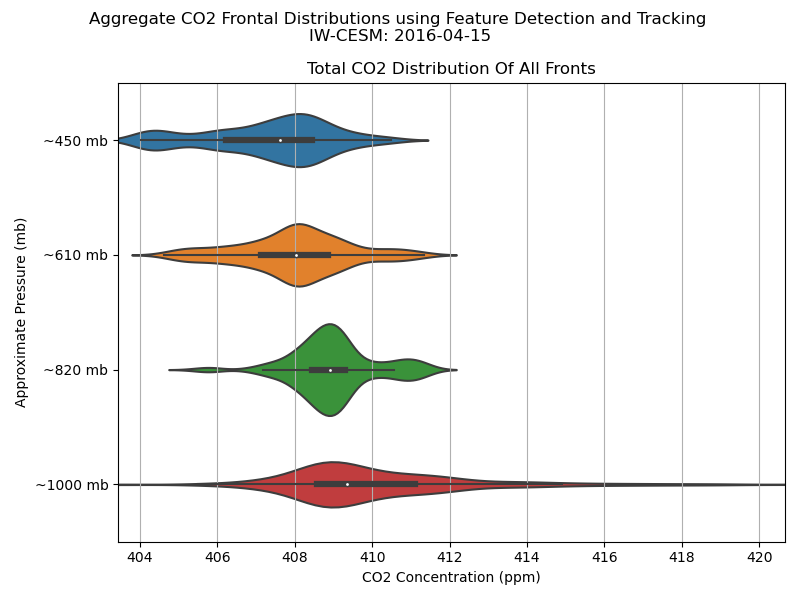 Aggregate CO2 Frontal Distributions using Feature Detection and Tracking
IW-CESM: 2016-04-15
Total CO2 Distribution Of All Fronts
Approximate Pressure (mb)
~450 mb
~610 mb
~820 mb
~1000 mb
404 406 408 410 412 414 416 418 420
CO2 Concentration (ppm)